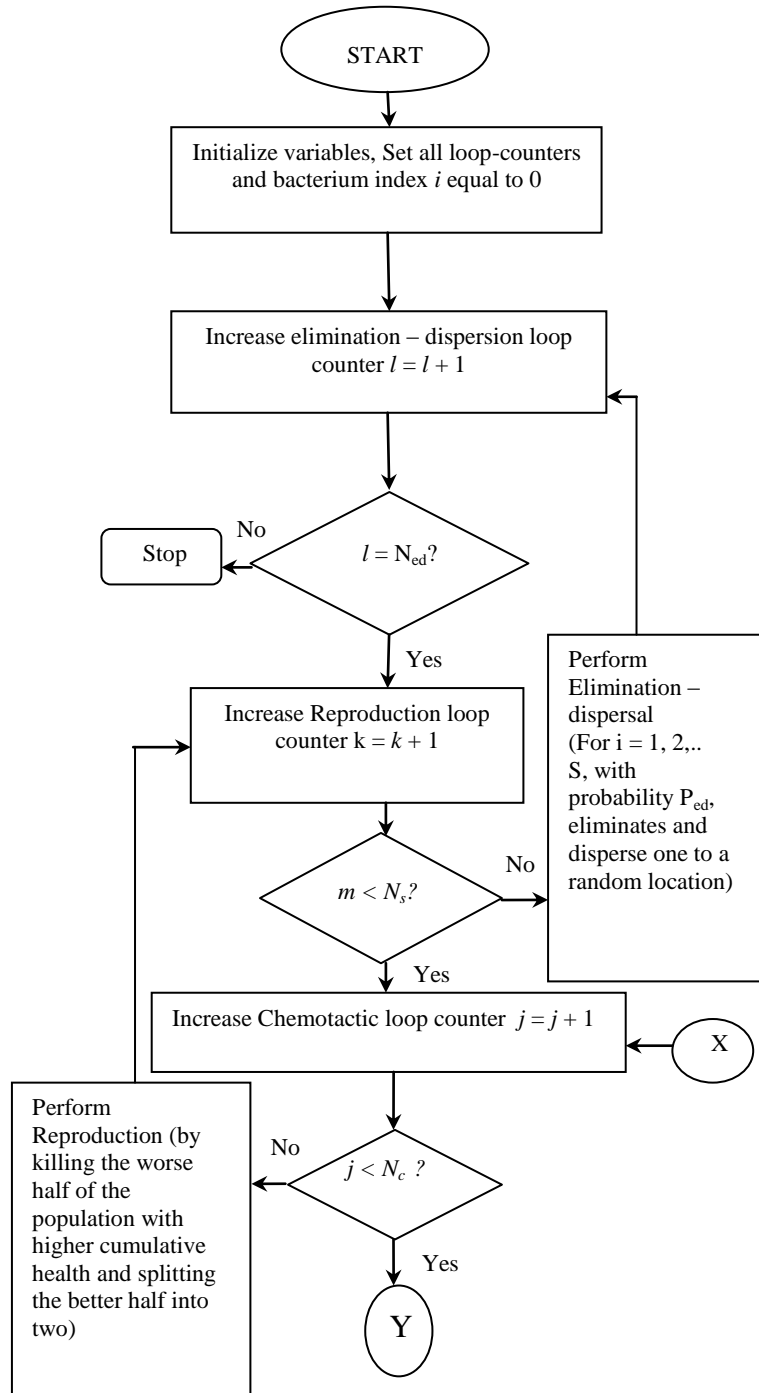 START
Initialize variables, Set all loop-counters
and bacterium index i equal to 0
Increase elimination – dispersion loop
counter l = l + 1
No
Stop
l = Ned?
Yes
Perform
Elimination –
dispersal
(For i = 1, 2,..
S, with
probability Ped,
eliminates and
disperse one to a
random location)
Increase Reproduction loop
counter k = k + 1
m < Ns?
No
Yes
Increase Chemotactic loop counter j = j + 1
X
Perform
Reproduction (by
killing the worse
half of the
population with
higher cumulative
health and splitting
the better half into
two)
No
j < Nc ?
Yes
Y